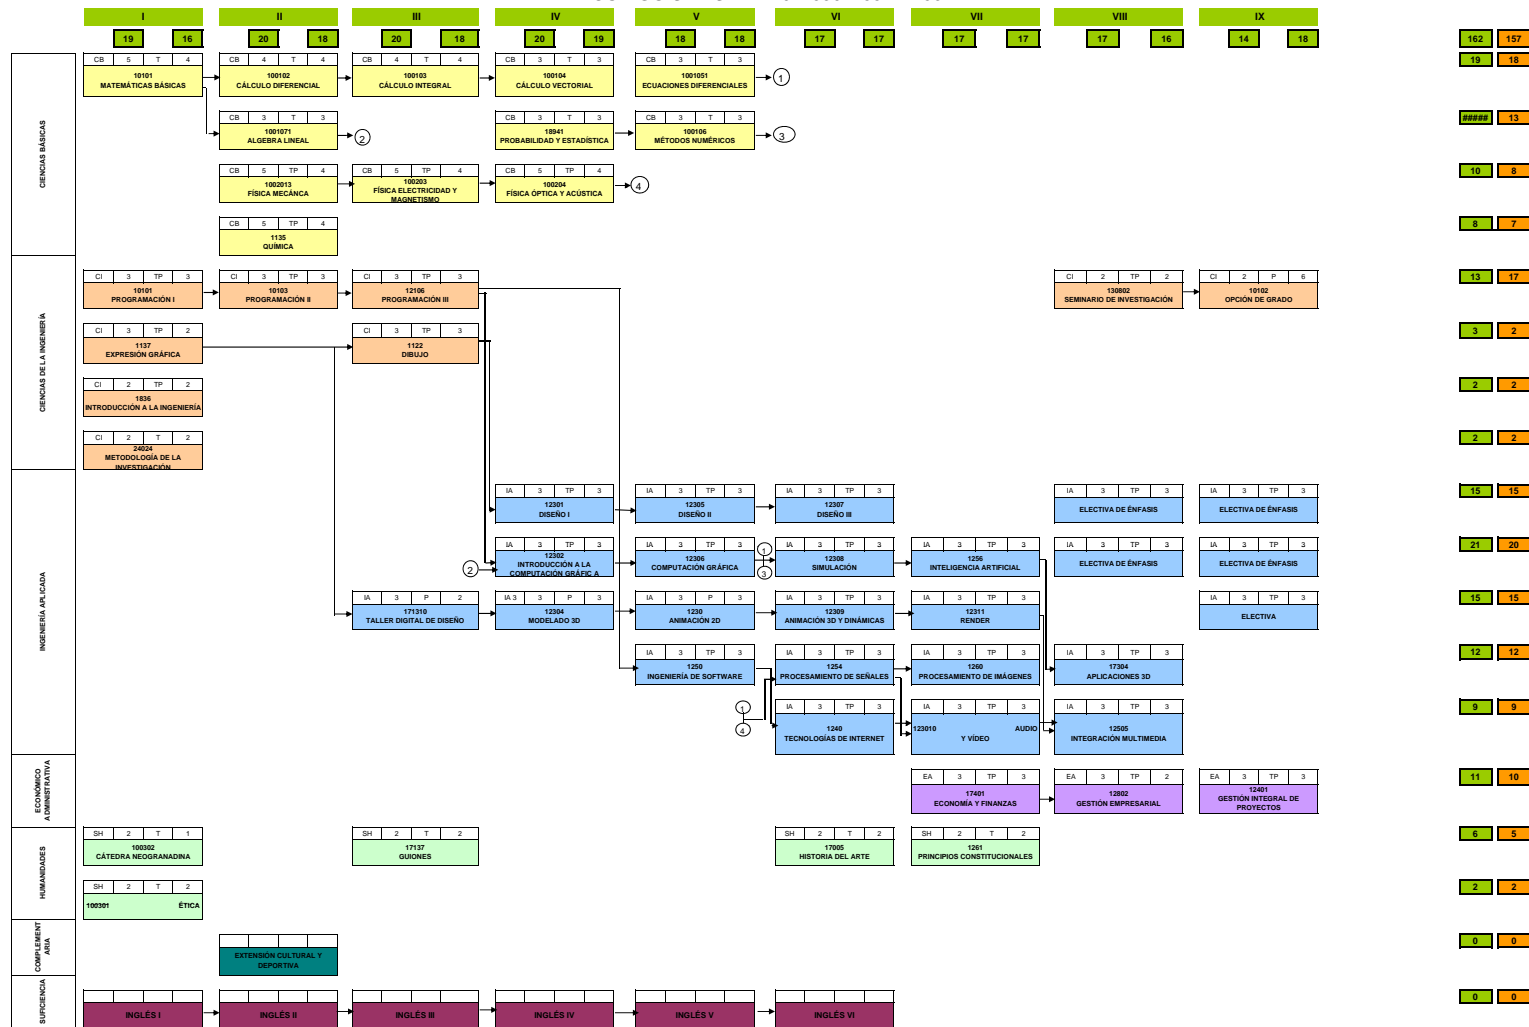 I II III IV V VI VII VIII IX
19 16 20 18 20 18 20 19 18 18 17 17 17 17 17 16 14 18 162 157
19 18
CIENCIAS BÁSICAS
CB 5 T 4 CB 4 T 4 CB 4 T 4 CB 3 T 3 CB 3 T 3
10101 100102 100103 100104 1001051
MATEMÁTICAS BÁSICAS CÁLCULO DIFERENCIAL CÁLCULO INTEGRAL CÁLCULO VECTORIAL ECUACIONES DIFERENCIALES 1
CB 3 T 3 CB 3 T 3 CB 3 T 3 ##### 13
1001071 18941 100106
ALGEBRA LINEAL 2 PROBABILIDAD Y ESTADÍSTICA MÉTODOS NUMÉRICOS 3
CB 5 TP 4 CB 5 TP 4 CB 5 TP 4 10 8
1002013 100203 100204
FÍSICA MECÁNCA FÍSICA ELECTRICIDAD Y FÍSICA ÓPTICA Y ACÚSTICA 4
MAGNETISMO
CB 5 TP 4 8 7
1135
QUÍMICA
CIENCIAS DE LA INGENIERÍA
CI 3 TP 3 CI 3 TP 3 CI 3 TP 3 CI 2 TP 2 CI 2 P 6 13 17
10101 10103 12106 130802 10102
PROGRAMACIÓN I PROGRAMACIÓN II PROGRAMACIÓN III SEMINARIO DE INVESTIGACIÓN OPCIÓN DE GRADO
CI 3 TP 2 CI 3 TP 3 3 2
1137 1122
EXPRESIÓN GRÁFICA DIBUJO
CI 2 TP 2 2 2
1836
INTRODUCCIÓN A LA INGENIERÍA
CI 2 T 2 2 2
24024
METODOLOGÍA DE LA
INVESTIGACIÓN
INGENIERÍA APLICADA
IA 3 TP 3 IA 3 TP 3 IA 3 TP 3 IA 3 TP 3 IA 3 TP 3 15 15
12301 12305 12307
DISEÑO I DISEÑO II DISEÑO III ELECTIVA DE ÉNFASIS ELECTIVA DE ÉNFASIS
IA 3 TP 3 IA 3 TP 3 IA 3 TP 3 IA 3 TP 3 IA 3 TP 3 IA 3 TP 3 21 20
12302 12306 1 12308 1256
INTRODUCCIÓN A LA
2 COMPUTACIÓN GRÁFIC A COMPUTACIÓN GRÁFICA 3 SIMULACIÓN INTELIGENCIA ARTIFICIAL ELECTIVA DE ÉNFASIS ELECTIVA DE ÉNFASIS
IA 3 P 2 IA 3 3 P 3 IA 3 P 3 IA 3 TP 3 IA 3 TP 3 IA 3 TP 3 15 15
171310 12304 1230 12309 12311
TALLER DIGITAL DE DISEÑO MODELADO 3D ANIMACIÓN 2D ANIMACIÓN 3D Y DINÁMICAS RENDER ELECTIVA
IA 3 TP 3 IA 3 TP 3 IA 3 TP 3 IA 3 TP 3 12 12
1250 1254 1260 17304
INGENIERÍA DE SOFTWARE PROCESAMIENTO DE SEÑALES PROCESAMIENTO DE IMÁGENES APLICACIONES 3D
1 IA 3 TP 3 IA 3 TP 3 IA 3 TP 3 9 9
4 1240 123010 AUDIO 12505
TECNOLOGÍAS DE INTERNET Y VÍDEO INTEGRACIÓN MULTIMEDIA
ECONÓMICO
ADMINISTRATIVA
EA 3 TP 3 EA 3 TP 2 EA 3 TP 3 11 10
17401 12802 12401
ECONOMÍA Y FINANZAS GESTIÓN EMPRESARIAL GESTIÓN INTEGRAL DE
PROYECTOS
HUMANIDADES
SH 2 T 1 SH 2 T 2 SH 2 T 2 SH 2 T 2 6 5
100302 17137 17005 1261
CÁTEDRA NEOGRANADINA GUIONES HISTORIA DEL ARTE PRINCIPIOS CONSTITUCIONALES
SH 2 T 2 2 2
100301 ÉTICA
COMPLEMENT
ARIA
EXTENSIÓN CULTURAL Y 0 0
DEPORTIVA
SUFICIENCIA
0 0
INGLÉS I INGLÉS II INGLÉS III INGLÉS IV INGLÉS V INGLÉS VI